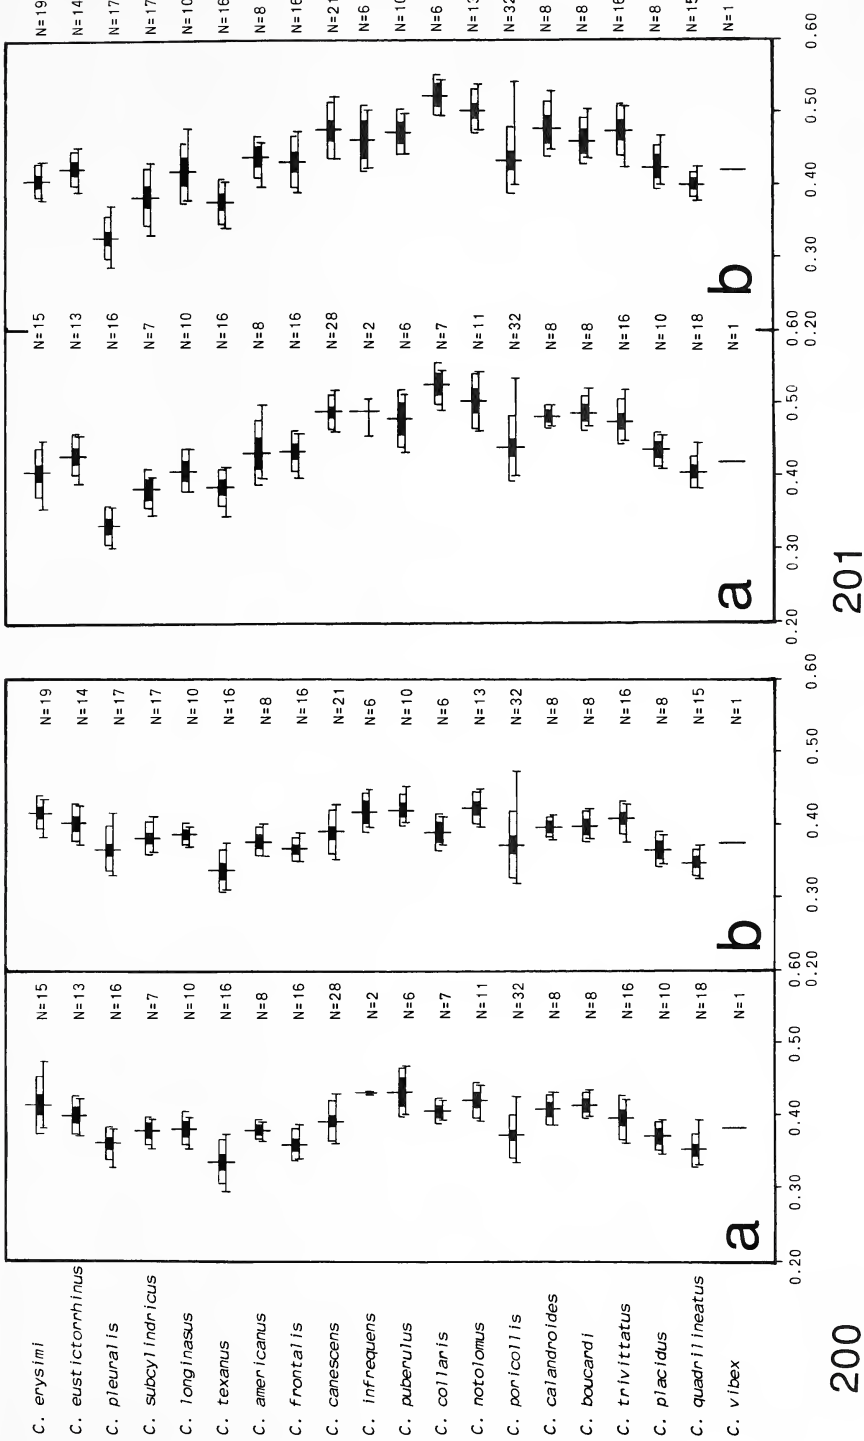 C. erysimi N=15 N=19 N=15 N=19
C. eustictorrhinus N=13 N=14 N=13 N=14
C. pleuralis N=16 N=17 N=16 N=17
C. subcylindricus N=7 N=17 N=7 N=17
C. longinasus N=10 N=10 N=10 N=10
C. texanus N=16 N=16 N=16 N=16
C. americanus N=8 N=8 N=8 N=8
C. frontalis N=16 N=16 N=16 N=16
C. canescens N=28 N=21 N=28 N=21
C. infrequens N=2 N=6 N=2 N=6
C. puberulus N=6 N=10 N=6 N=10
C. collaris N=7 N=6 N=7 N=6
C. notolomus N=11 N=13 N=11 N=13
C. poricollis N=32 N=32 N=32 N=32
C. calandroides N=8 N=8 N=8 N=8
C. boucardi N=8 N=8 N=8 N=8
C. trivittatus N=16 N=16 N=16 N=16
C. placidus N=10 N=8 N=10 N=8
C. quadrilineatus N=18 N=15 N=18 N=15
C. vibex N=1 N=1 N=1 N=1
a b a b
0.20 0.30 0.40 0.50 0.60
0.20 0.30 0.40 0.50 0.60
0.20 0.30 0.40 0.50 0.60
0.20 0.30 0.40 0.50 0.60
200 201